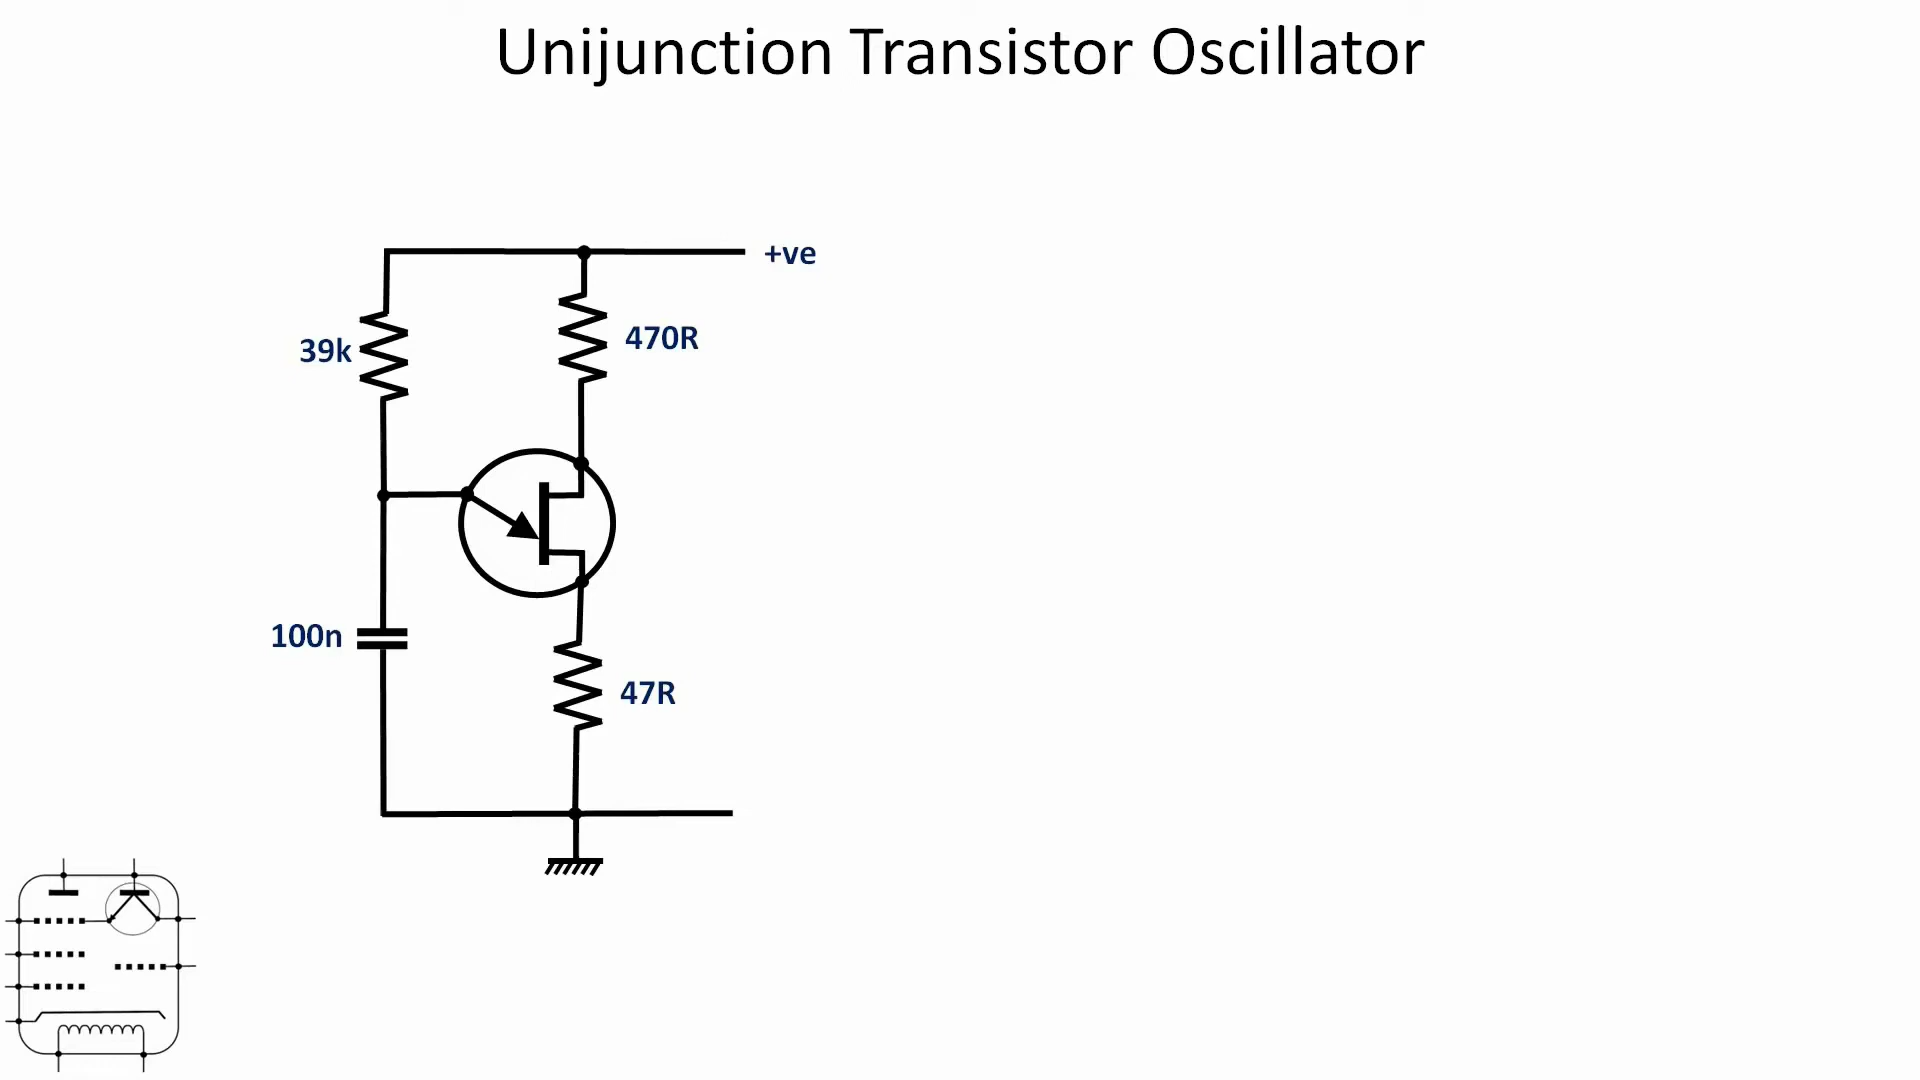 Unijunction Transistor Oscillator
+ve
39k
470R
100n
47R